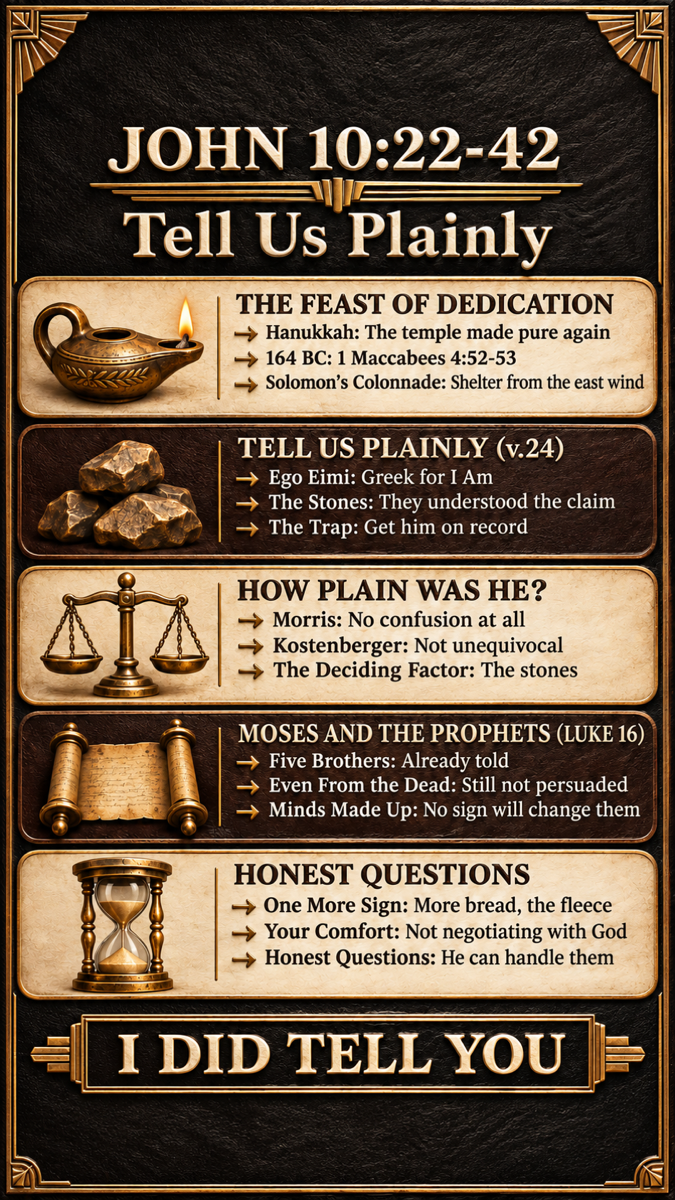 JOHN 10:22-42
Tell Us Plainly
THE FEAST OF DEDICATION
→ Hanukkah: The temple made pure again
→ 164 BC: 1 Maccabees 4:52-53
→ Solomon's Colonnade: Shelter from the east wind
TELL US PLAINLY (v.24)
→ Ego Eimi: Greek for I Am
→ The Stones: They understood the claim
→ The Trap: Get him on record
HOW PLAIN WAS HE?
→ Morris: No confusion at all
→ Kostenberger: Not unequivocal
→ The Deciding Factor: The stones
MOSES AND THE PROPHETS (LUKE 16)
→ Five Brothers: Already told
→ Even From the Dead: Still not persuaded
→ Minds Made Up: No sign will change them
HONEST QUESTIONS
→ One More Sign: More bread, the fleece
→ Your Comfort: Not negotiating with God
→ Honest Questions: He can handle them
I DID TELL YOU